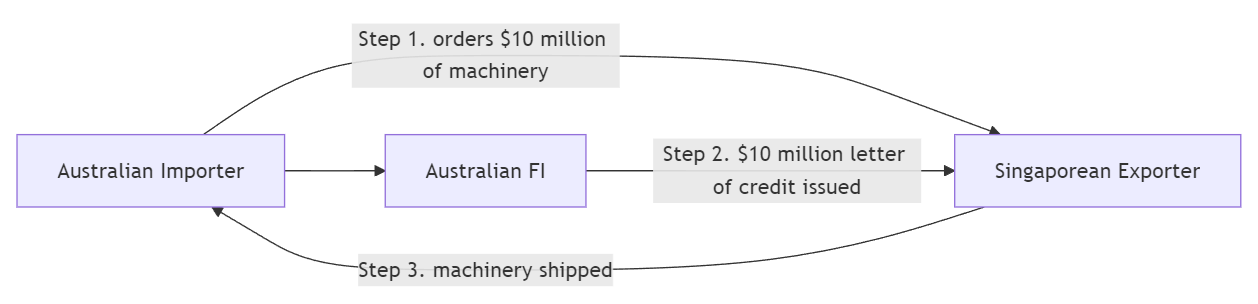 Step 1. orders $10 million
of machinery
Australian Importer
Australian FI
Step 2. $10 million letter
of credit issued
Singaporean Exporter
Step 3. machinery shipped